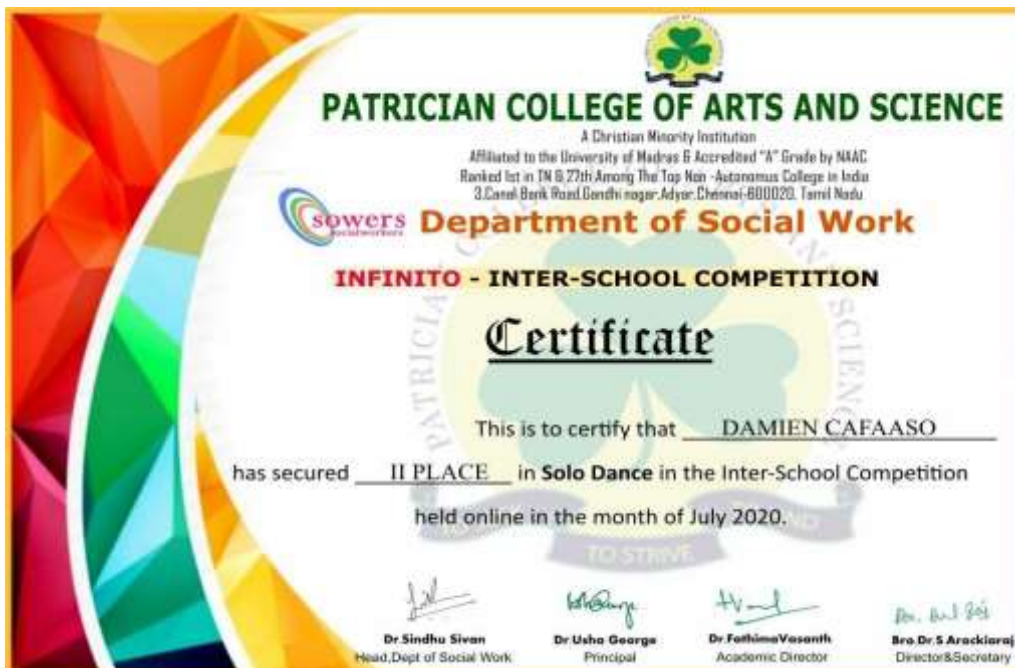 PATRICIAN COLLEGE OF ARTS AND SCIENCE
A Christian Minority Institution
Affiliated to the University of Madras & Accredited "A" Grade by NAAC
Ranked Ist in TN & 27th Among The Top Non -Autonomus College in India
3,Canal Bank Road,Gandhi nagar,Adyar,Chennai-600020, Tamil Nadu
sowers
socialworkers
Department of Social Work
INFINITO - INTER-SCHOOL COMPETITION
Certificate
This is to certify that DAMIEN CAFAASO
has secured II PLACE in Solo Dance in the Inter-School Competition
held online in the month of July 2020.
TO STRIVE
Dr.Sindhu Sivan
Head,Dept of Social Work
Dr Usha George
Principal
Dr.FathimaVasanth
Academic Director
Bro.Dr.S.Arockiaraj
Director&Secretary